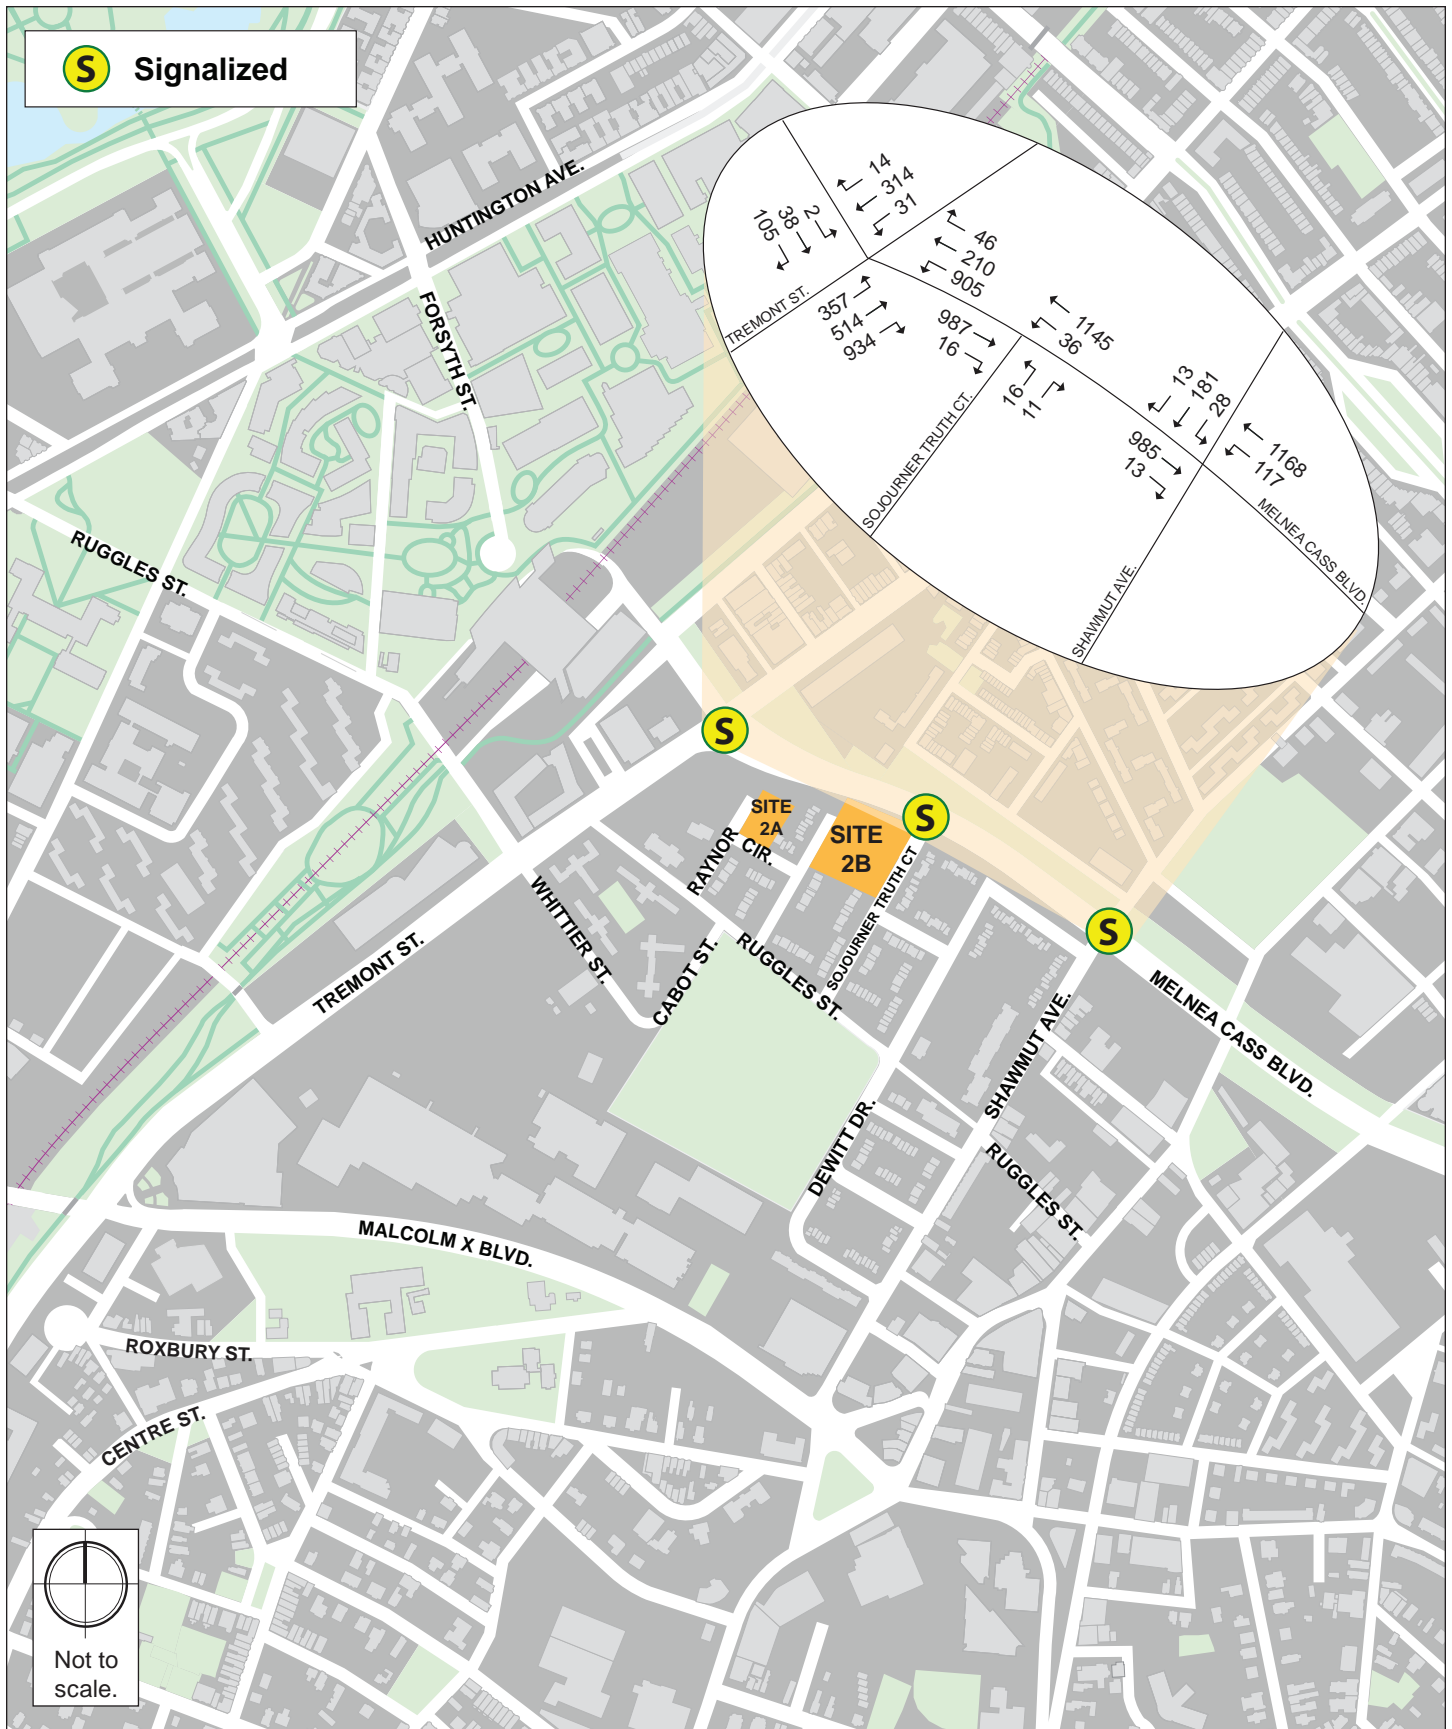 S Signalized
HUNTINGTON AVE.
FORSYTH ST.
RUGGLES ST.
14
314
31
2
38
105
46
210
905
TREMONT ST.
357
514
934
987
16
1145
36
16
11
SOJOURNER TRUTH CT.
13
181
28
985
13
1168
117
MELNEA CASS BLVD.
SHAWMUT AVE.
S
S
S
SITE
2A
SITE
2B
RAYNOR
CIR.
SOJOURNER TRUTH CT
WHITTIER ST.
CABOT ST.
RUGGLES ST.
TREMONT ST.
MELNEA CASS BLVD.
SHAWMUT AVE.
DEWITT DR.
RUGGLES ST.
MALCOLM X BLVD.
ROXBURY ST.
CENTRE ST.
Not to
scale.